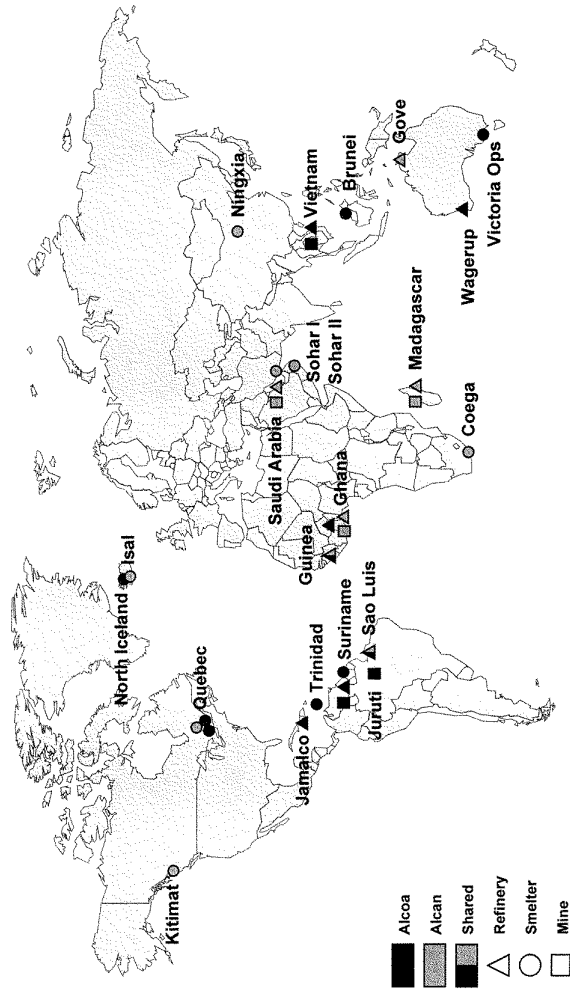 Kitimat
Quebec
North Iceland
Isal
Jamalco
Trinidad
Suriname
Juruti
Sao Luis
Guinea
Ghana
Saudi Arabia
Sohar I
Sohar II
Madagascar
Coega
Ningxia
Vietnam
Brunei
Gove
Wagerup
Victoria Ops
Alcoa
Alcan
Shared
Refinery
Smelter
Mine